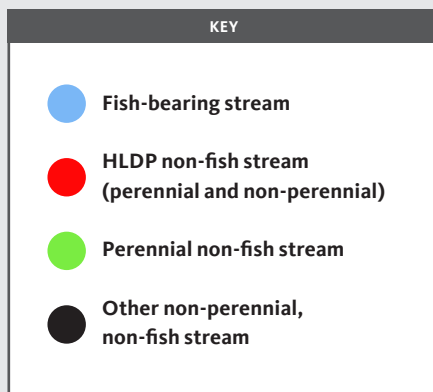 KEY
Fish-bearing stream
HLDP non-fish stream
(perennial and non-perennial)
Perennial non-fish stream
Other non-perennial,
non-fish stream